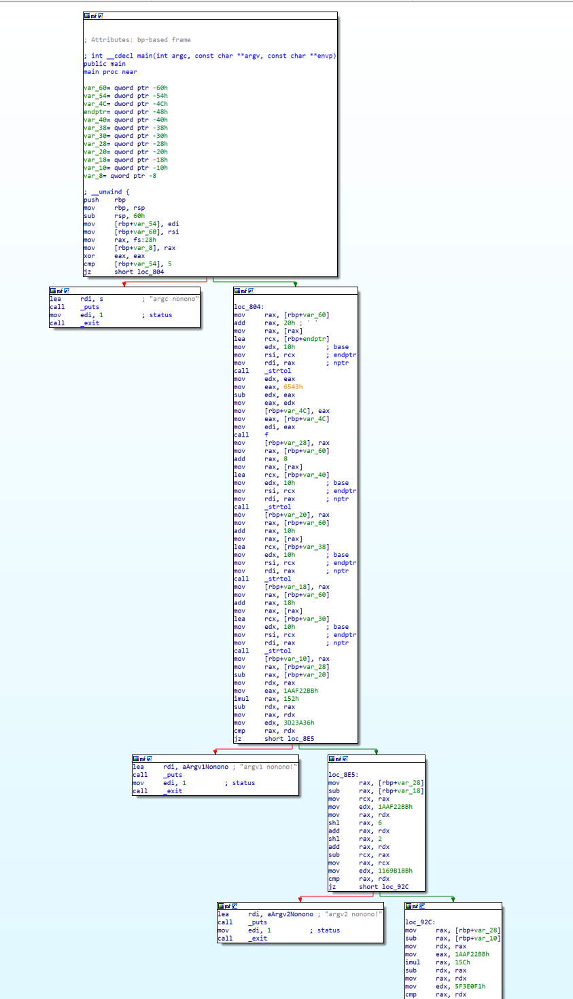 ; Attributes: bp-based frame
; int __cdecl main(int argc, const char **argv, const char **envp)
public main
main proc near
var_60= qword ptr -60h
var_54= dword ptr -54h
var_4C= dword ptr -4Ch
endptr= qword ptr -48h
var_40= qword ptr -40h
var_38= qword ptr -38h
var_30= qword ptr -30h
var_28= qword ptr -28h
var_20= qword ptr -20h
var_18= qword ptr -18h
var_10= qword ptr -10h
var_8= qword ptr -8
; __unwind {
push rbp
mov rbp, rsp
sub rsp, 60h
mov [rbp+var_54], edi
mov [rbp+var_60], rsi
mov rax, fs:28h
mov [rbp+var_8], rax
xor eax, eax
cmp [rbp+var_54], 5
jz short loc_804
lea rdi, s ; "argc nonono"
call _puts
mov edi, 1 ; status
call _exit
loc_804:
mov rax, [rbp+var_60]
add rax, 20h ; ' '
mov rax, [rax]
lea rcx, [rbp+endptr]
mov edx, 10h ; base
mov rsi, rcx ; endptr
mov rdi, rax ; nptr
call _strtol
mov edx, eax
mov eax, 6543h
sub edx, eax
mov eax, edx
mov [rbp+var_4C], eax
mov eax, [rbp+var_4C]
mov edi, eax
call f
mov [rbp+var_28], rax
mov rax, [rbp+var_60]
add rax, 8
mov rax, [rax]
lea rcx, [rbp+var_40]
mov edx, 10h ; base
mov rsi, rcx ; endptr
mov rdi, rax ; nptr
call _strtol
mov [rbp+var_20], rax
mov rax, [rbp+var_60]
add rax, 10h
mov rax, [rax]
lea rcx, [rbp+var_38]
mov edx, 10h ; base
mov rsi, rcx ; endptr
mov rdi, rax ; nptr
call _strtol
mov [rbp+var_18], rax
mov rax, [rbp+var_60]
add rax, 18h
mov rax, [rax]
lea rcx, [rbp+var_30]
mov edx, 10h ; base
mov rsi, rcx ; endptr
mov rdi, rax ; nptr
call _strtol
mov [rbp+var_10], rax
mov rax, [rbp+var_28]
sub rax, [rbp+var_20]
mov rdx, rax
mov eax, 1AAF22BBh
imul rax, 152h
sub rdx, rax
mov rax, rdx
mov edx, 3D23A36h
cmp rax, rdx
jz short loc_8E5
lea rdi, aArgv1Nonono ; "argv1 nonono!"
call _puts
mov edi, 1 ; status
call _exit
loc_8E5:
mov rax, [rbp+var_28]
sub rax, [rbp+var_18]
mov rcx, rax
mov edx, 1AAF22BBh
mov rax, rdx
shl rax, 6
add rax, rdx
shl rax, 2
add rax, rdx
sub rcx, rax
mov rax, rcx
mov edx, 1169B18Bh
cmp rax, rdx
jz short loc_92C
lea rdi, aArgv2Nonono ; "argv2 nonono!"
call _puts
mov edi, 1 ; status
call _exit
loc_92C:
mov rax, [rbp+var_28]
sub rax, [rbp+var_10]
mov rdx, rax
mov eax, 1AAF22BBh
imul rax, 15Ch
sub rdx, rax
mov rax, rdx
mov edx, 5F3E0F1h
cmp rax, rdx